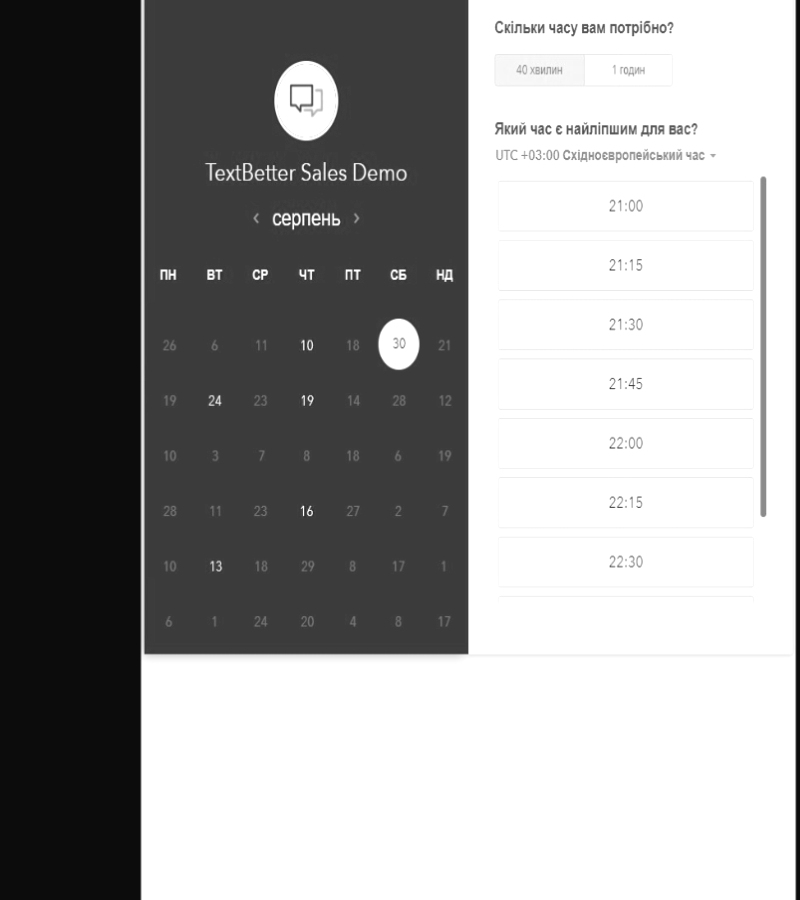 TextBetter Sales Demo
‹ серпень ›
ПН ВТ СР ЧТ ПТ СБ НД
26 6 11 10 18 30 21
19 24 23 19 14 28 12
10 3 7 8 18 6 19
28 11 23 16 27 2 7
10 13 18 29 8 17 1
6 1 24 20 4 8 17
Скільки часу вам потрібно?
40 хвилин 1 годин
Який час є найліпшим для вас?
UTC +03:00 Східноєвропейський час
21:00
21:15
21:30
21:45
22:00
22:15
22:30